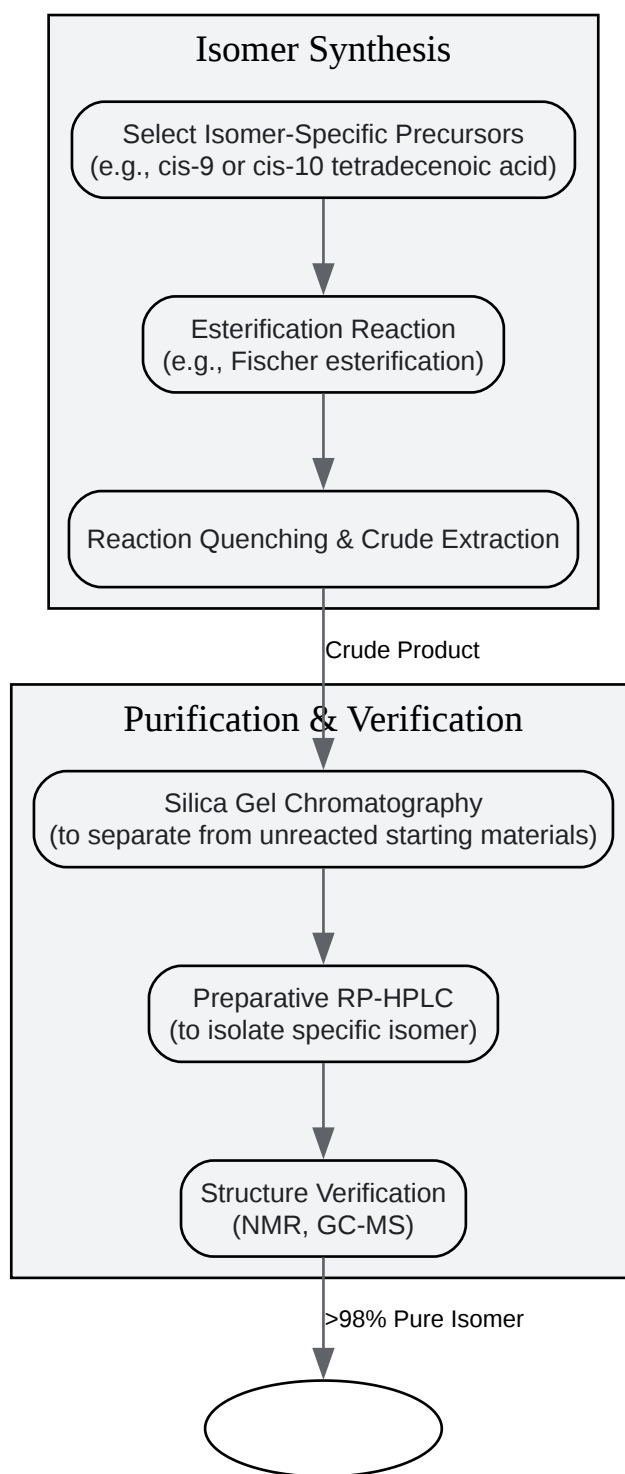 Isomer Synthesis
Select Isomer-Specific Precursors
(e.g., cis-9 or cis-10 tetradecenoic acid)
Esterification Reaction
(e.g., Fischer esterification)
Reaction Quenching & Crude Extraction
Crude Product
Purification & Verification
Silica Gel Chromatography
(to separate from unreacted starting materials)
Preparative RP-HPLC
(to isolate specific isomer)
Structure Verification
(NMR, GC-MS)
>98% Pure Isomer